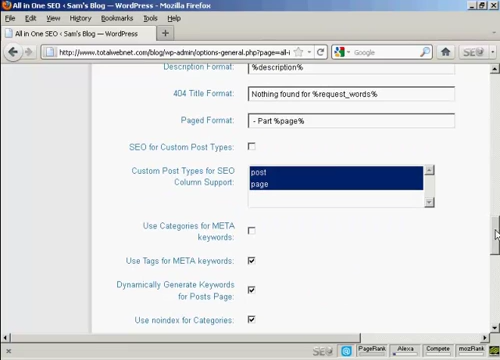 All in One SEO ‹ Sam's Blog — WordPress - Mozilla Firefox
File Edit View History Bookmarks Tools Help
All in One SEO ‹ Sam's Blog — WordPress
http://www.totalwebnet.com/blog/wp-admin/options-general.php?page=all-i
Google
SEO
Description Format: %description%
404 Title Format: Nothing found for %request_words%
Paged Format: - Part %page%
SEO for Custom Post Types:
Custom Post Types for SEO
Column Support:
post
page
Use Categories for META
keywords:
Use Tags for META keywords:
Dynamically Generate Keywords
for Posts Page:
Use noindex for Categories:
SEO PageRank Alexa Compete mozRank